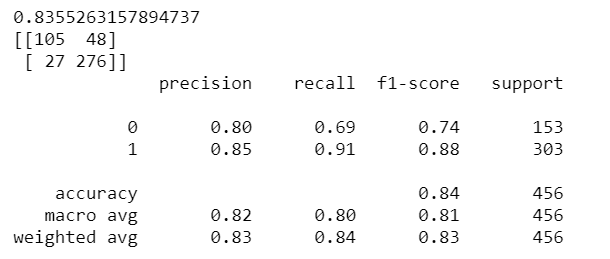 0.8355263157894737
[[105  48]
 [ 27 276]]
              precision    recall  f1-score   support

           0       0.80      0.69      0.74       153
           1       0.85      0.91      0.88       303

    accuracy                           0.84       456
   macro avg       0.82      0.80      0.81       456
weighted avg       0.83      0.84      0.83       456